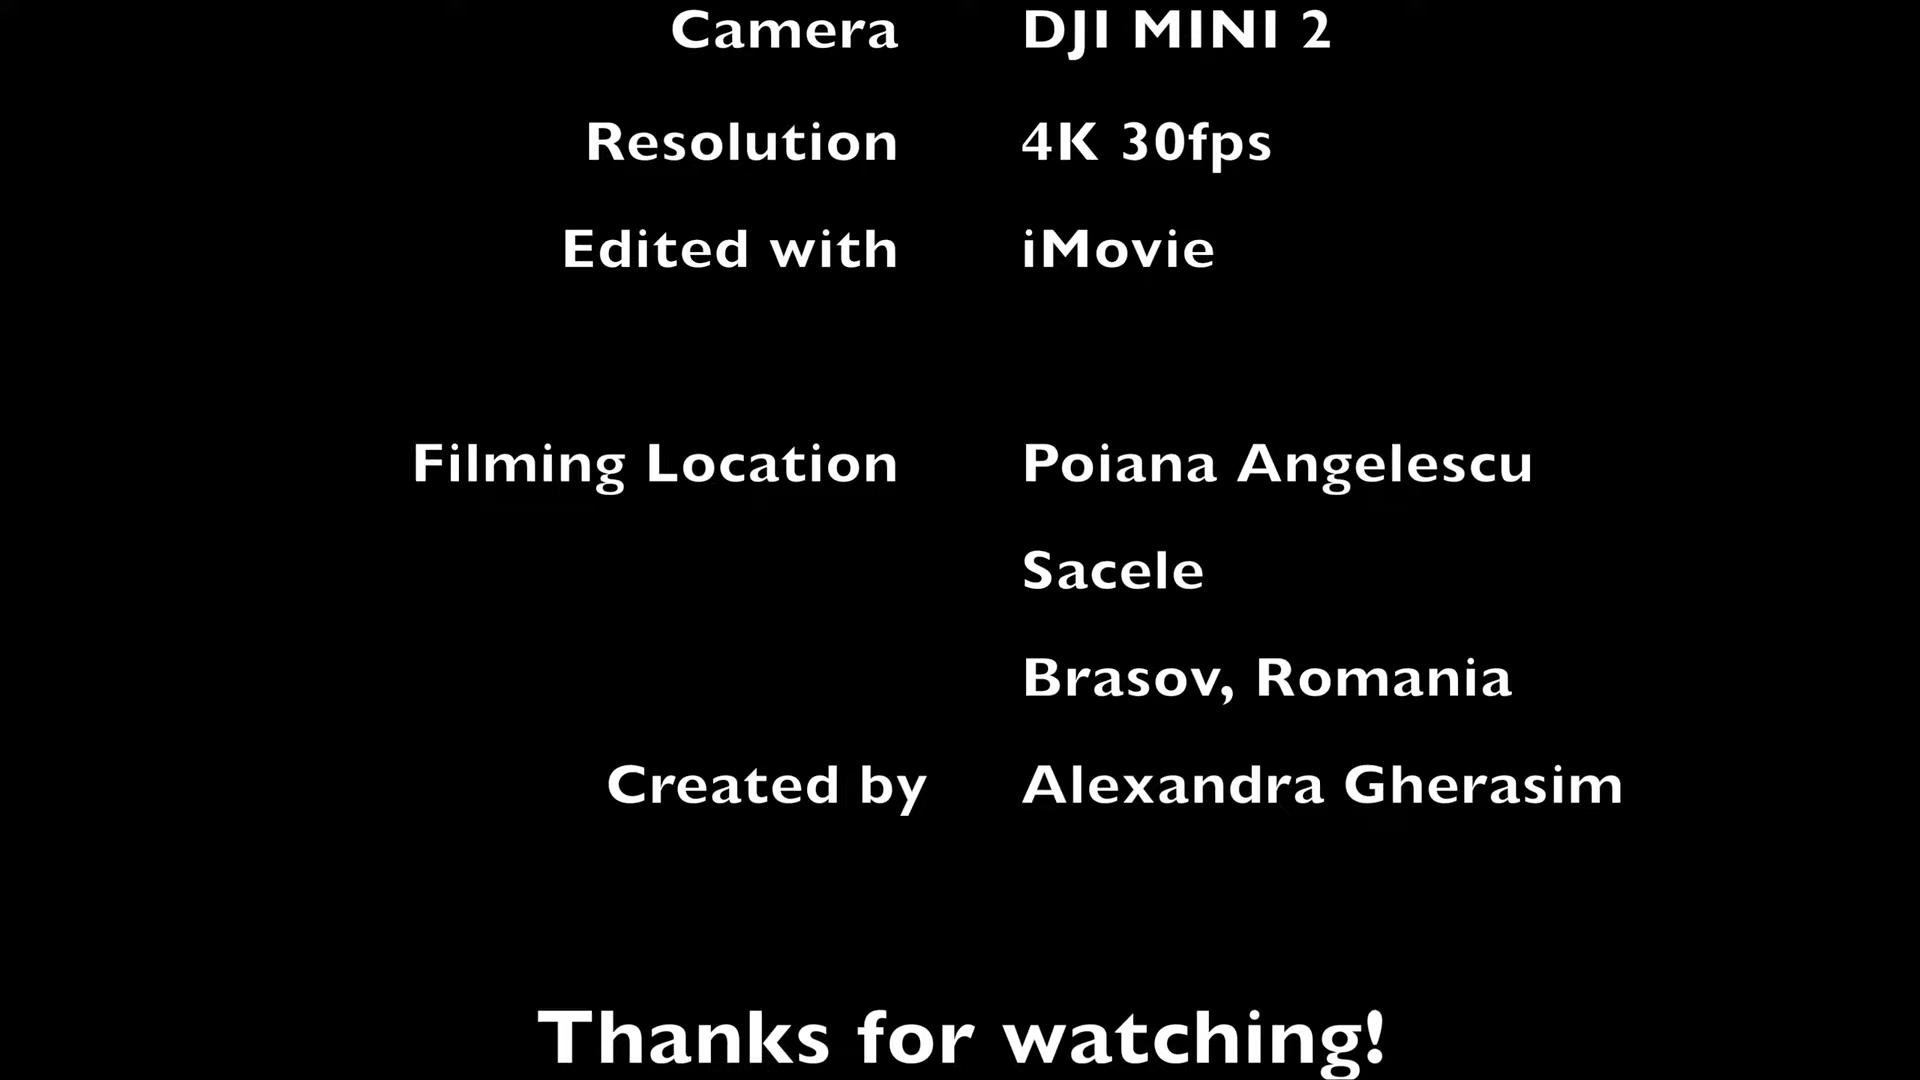 Camera DJI MINI 2
Resolution 4K 30fps
Edited with iMovie
Filming Location Poiana Angelescu
Sacele
Brasov, Romania
Created by Alexandra Gherasim
Thanks for watching!